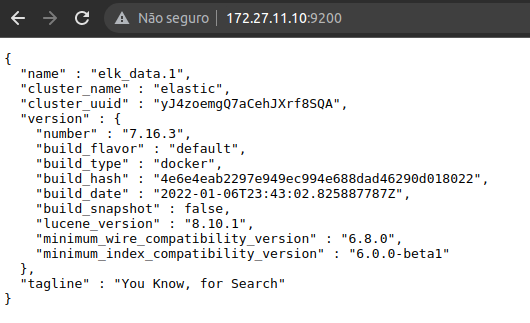 Não seguro 172.27.11.10:9200
{
  "name" : "elk_data.1",
  "cluster_name" : "elastic",
  "cluster_uuid" : "yJ4zoemgQ7aCehJXrf8SQA",
  "version" : {
    "number" : "7.16.3",
    "build_flavor" : "default",
    "build_type" : "docker",
    "build_hash" : "4e6e4eab2297e949ec994e688dad46290d018022",
    "build_date" : "2022-01-06T23:43:02.825887787Z",
    "build_snapshot" : false,
    "lucene_version" : "8.10.1",
    "minimum_wire_compatibility_version" : "6.8.0",
    "minimum_index_compatibility_version" : "6.0.0-beta1"
  },
  "tagline" : "You Know, for Search"
}